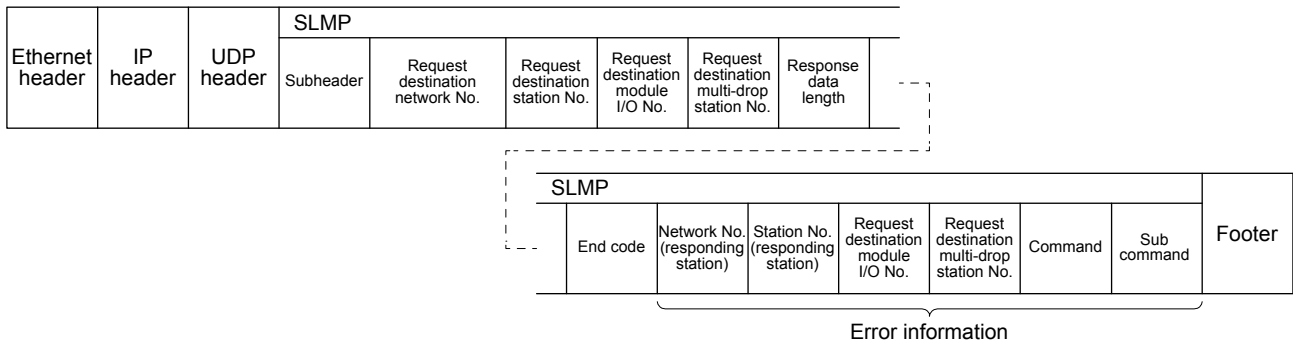 SLMP
Ethernet
header
IP
header
UDP
header
Subheader
Request
destination
network No.
Request
destination
station No.
Request
destination
module
I/O No.
Request
destination
multi-drop
station No.
Response
data
length
SLMP
End code
Network No.
(responding
station)
Station No.
(responding
station)
Request
destination
module
I/O No.
Request
destination
multi-drop
station No.
Command
Sub
command
Footer
Error information